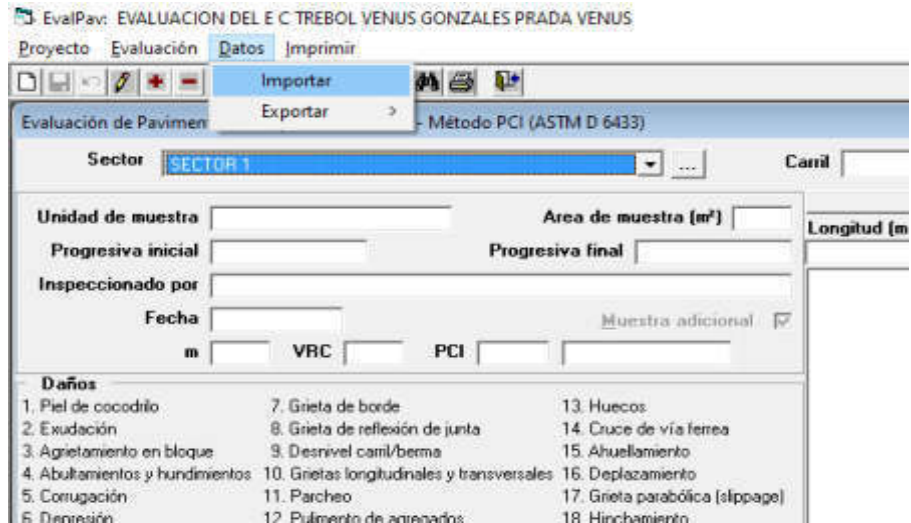 EvalPav: EVALUACION DEL E C TREBOL VENUS GONZALES PRADA VENUS
Proyecto Evaluación Datos Imprimir
Importar
Exportar >
Evaluación de Pavimen - Método PCI (ASTM D 6433)
Sector SECTOR 1 ... Carril
Unidad de muestra Area de muestra (m²)
Longitud (m
Progresiva inicial Progresiva final
Inspeccionado por
Fecha Muestra adicional
m VRC PCI
Daños
1. Piel de cocodrilo 7. Grieta de borde 13. Huecos
2. Exudación 8. Grieta de reflexión de junta 14. Cruce de vía ferrea
3. Agrietamiento en bloque 9. Desnivel carril/berma 15. Ahuellamiento
4. Abultamientos y hundimientos 10. Grietas longitudinales y transversales 16. Deplazamiento
5. Corrugación 11. Parcheo 17. Grieta parabólica (slippage)
6. Depresión 12. Pulimento de agregados 18. Hinchamiento